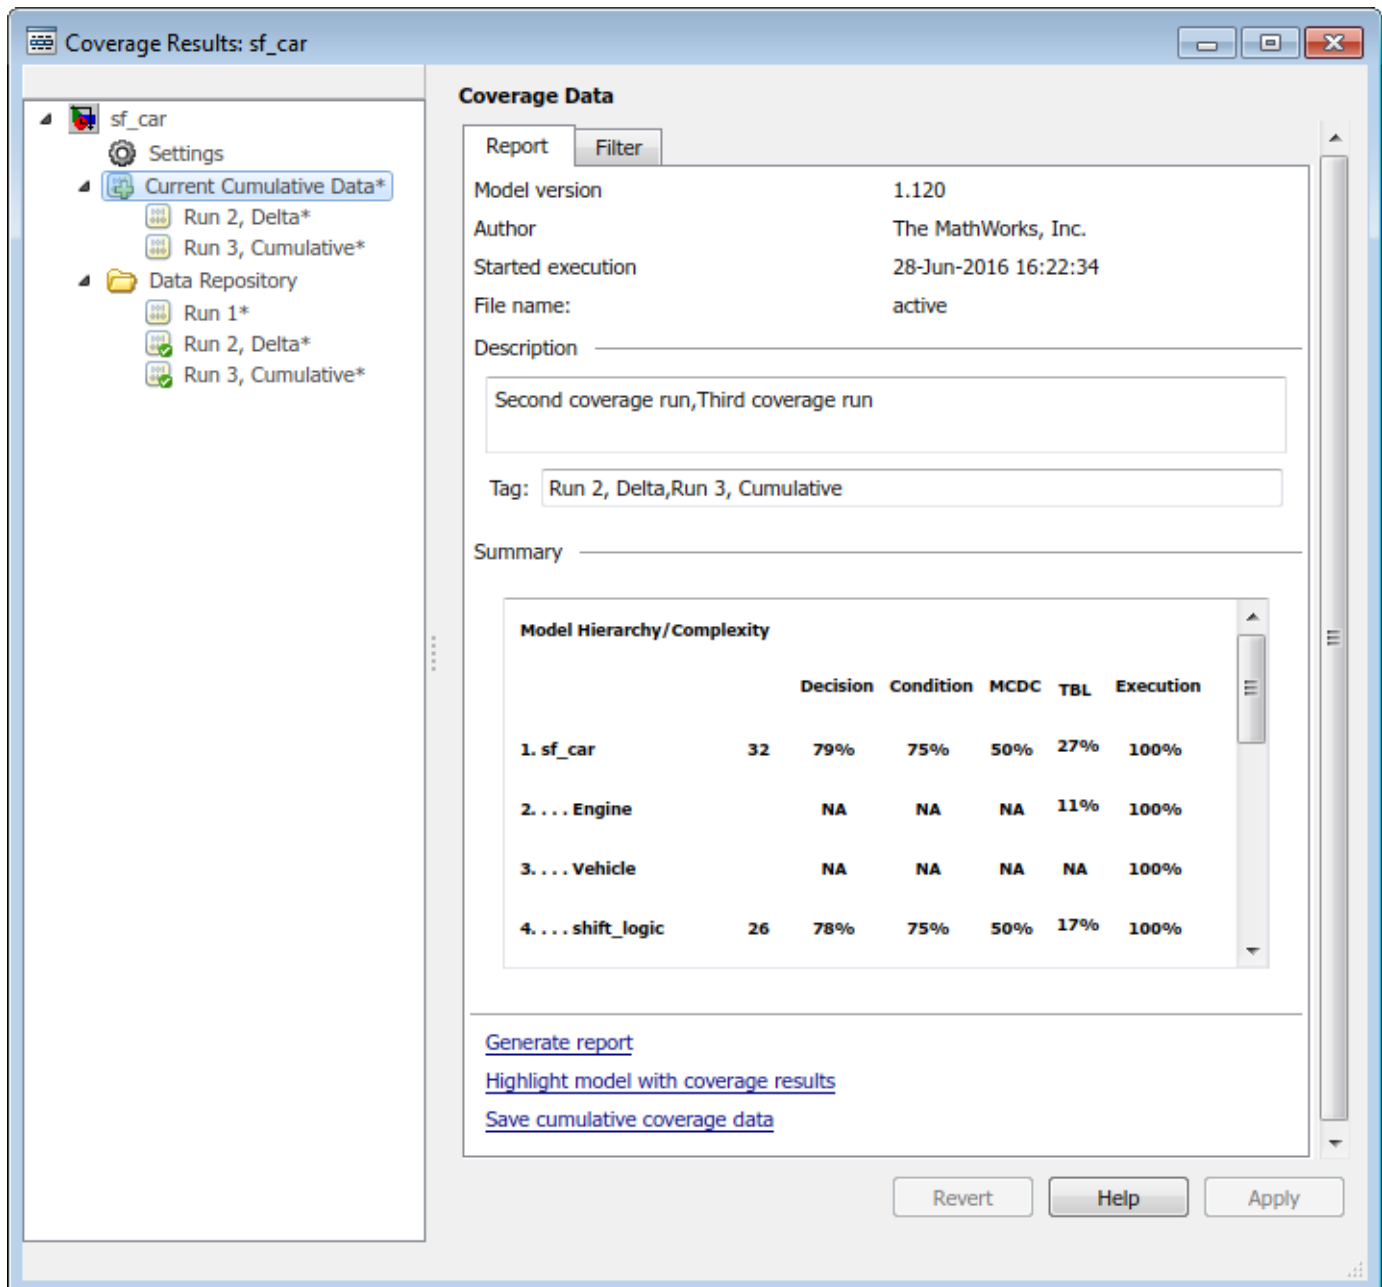 Coverage Results: sf_car
sf_car
Settings
Current Cumulative Data*
Run 2, Delta*
Run 3, Cumulative*
Data Repository
Run 1*
Run 2, Delta*
Run 3, Cumulative*
Coverage Data
Report Filter
Model version 1.120
Author The MathWorks, Inc.
Started execution 28-Jun-2016 16:22:34
File name: active
Description
Second coverage run,Third coverage run
Tag: Run 2, Delta,Run 3, Cumulative
Summary
Model Hierarchy/Complexity
Decision Condition MCDC TBL Execution
1. sf_car 32 79% 75% 50% 27% 100%
2. . . . Engine NA NA NA 11% 100%
3. . . . Vehicle NA NA NA NA 100%
4. . . . shift_logic 26 78% 75% 50% 17% 100%
Generate report
Highlight model with coverage results
Save cumulative coverage data
Revert Help Apply